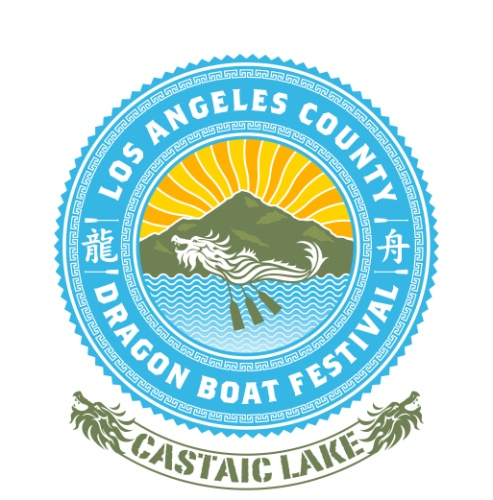 LOS ANGELES COUNTY
龍
舟
DRAGON BOAT FESTIVAL
CASTAIC LAKE